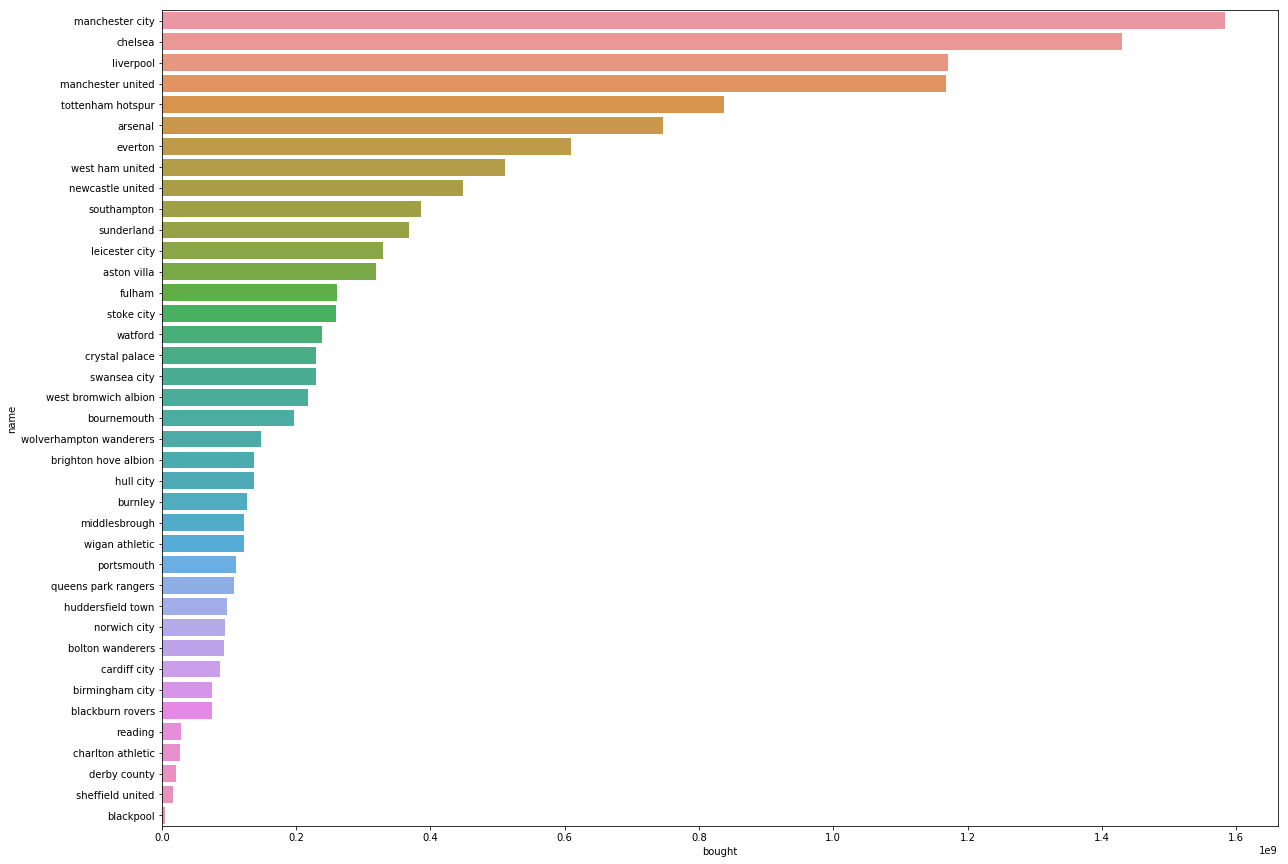 manchester city
chelsea
liverpool
manchester united
tottenham hotspur
arsenal
everton
west ham united
newcastle united
southampton
sunderland
leicester city
aston villa
fulham
stoke city
watford
crystal palace
swansea city
west bromwich albion
bournemouth
wolverhampton wanderers
brighton hove albion
hull city
burnley
middlesbrough
wigan athletic
portsmouth
queens park rangers
huddersfield town
norwich city
bolton wanderers
cardiff city
birmingham city
blackburn rovers
reading
charlton athletic
derby county
sheffield united
blackpool
name
0.0 0.2 0.4 0.6 0.8 1.0 1.2 1.4 1.6
bought
1e9